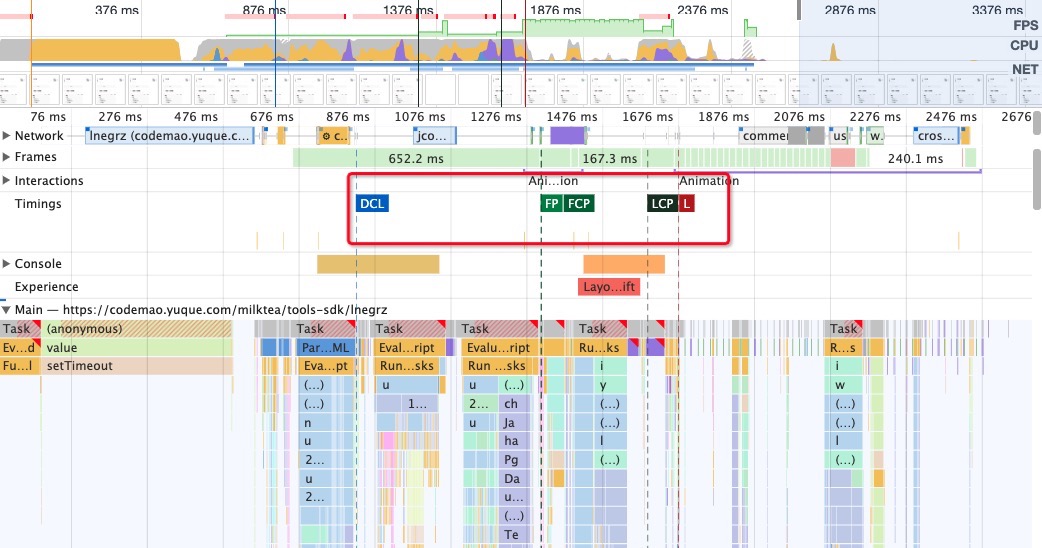 376 ms 876 ms 1376 ms 1876 ms 2376 ms 2876 ms 3376 ms
FPS
CPU
NET
76 ms 276 ms 476 ms 676 ms 876 ms 1076 ms 1276 ms 1476 ms 1676 ms 1876 ms 2076 ms 2276 ms 2476 ms 2676
Network lnegrz (codemao.yuque.c... c... jco... comme us w. cros...
Frames 652.2 ms 167.3 ms 240.1 ms
Interactions Ani...ion Animation
Timings DCL FP FCP LCP L
Console
Experience Layo...ift
Main — https://codemao.yuque.com/milktea/tools-sdk/lnegrz
Task (anonymous) Task Task Task Task Task
Ev...d value Par...ML Eval...ript Evalu...ript Ru...ks R...s
Fu...l setTimeout Eva...pt Run...sks Run ...sks i i
(...) u u (...) y w
(...) 1... 2... ch (...) (...)
n u Ja (...) (...)
u ha l l
2... Pg (...) (...)
u Da
2... u...
(...)
Te